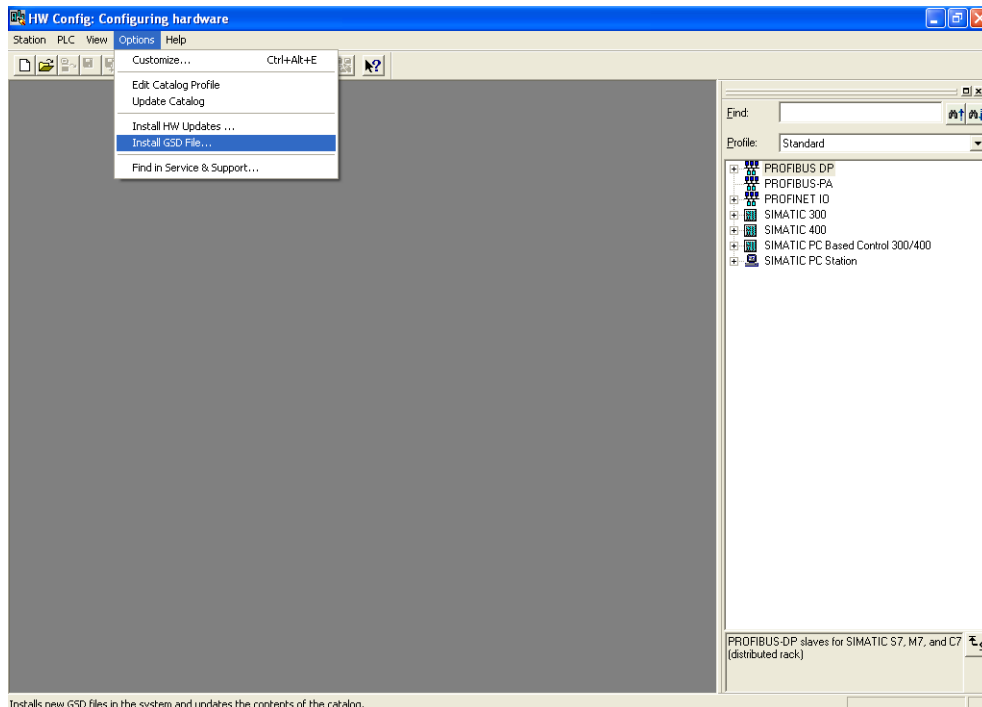 HW Config: Configuring hardware
Station PLC View Options Help
Customize... Ctrl+Alt+E
Edit Catalog Profile
Update Catalog
Install HW Updates ...
Install GSD File...
Find in Service & Support...
Find:
Profile: Standard
PROFIBUS DP
PROFIBUS-PA
PROFINET IO
SIMATIC 300
SIMATIC 400
SIMATIC PC Based Control 300/400
SIMATIC PC Station
PROFIBUS-DP slaves for SIMATIC S7, M7, and C7
(distributed rack)
Installs new GSD files in the system and updates the contents of the catalog.